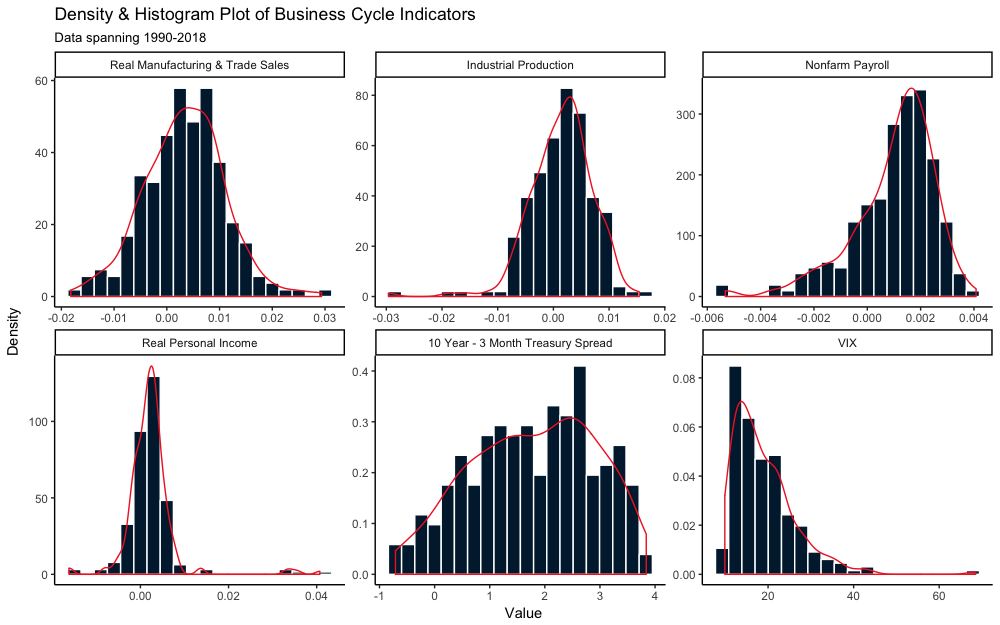 Density & Histogram Plot of Business Cycle Indicators
Data spanning 1990-2018
Real Manufacturing & Trade Sales
Industrial Production
Nonfarm Payroll
60
40
20
0
-0.02 -0.01 0.00 0.01 0.02 0.03
80
60
40
20
0
-0.03 -0.02 -0.01 0.00 0.01 0.02
300
200
100
0
-0.006 -0.004 -0.002 0.000 0.002 0.004
Density
Real Personal Income
10 Year - 3 Month Treasury Spread
VIX
100
50
0
0.00 0.02 0.04
0.4
0.3
0.2
0.1
0.0
-1 0 1 2 3 4
0.08
0.06
0.04
0.02
0.00
20 40 60
Value